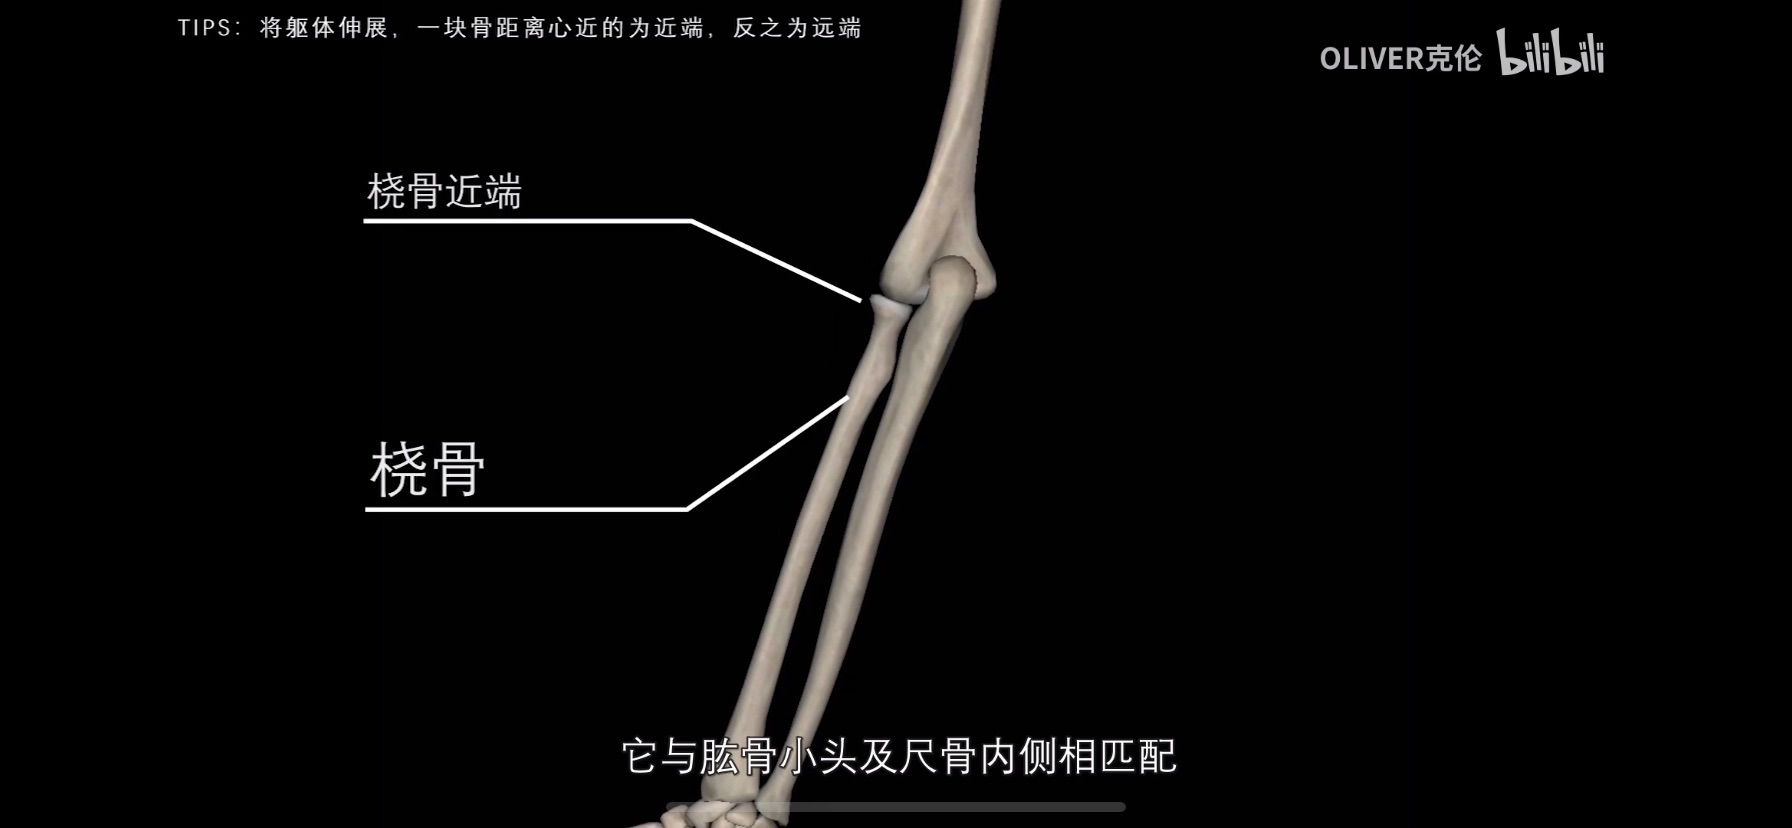 TIPS：将躯体伸展，一块骨距离心近的为近端，反之为远端
OLIVER克伦 bilibili
桡骨近端
桡骨
它与肱骨小头及尺骨内侧相匹配